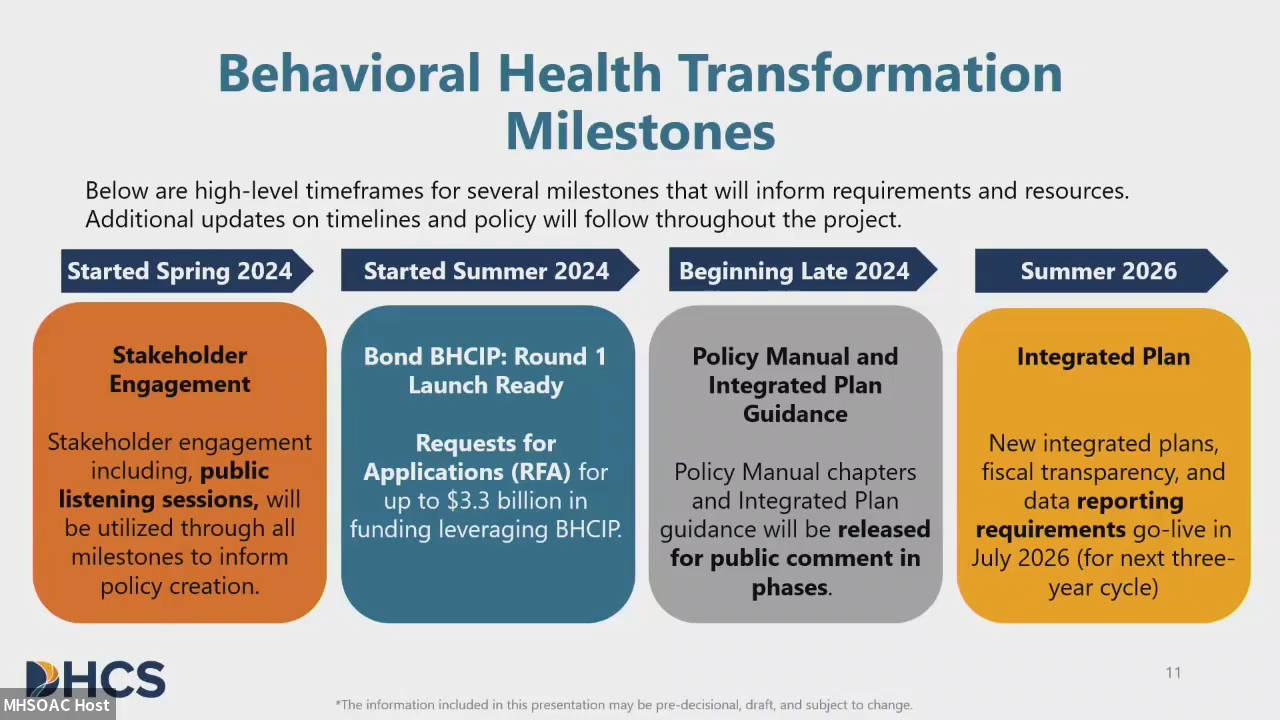 Behavioral Health Transformation
Milestones
Below are high-level timeframes for several milestones that will inform requirements and resources.
Additional updates on timelines and policy will follow throughout the project.
Started Spring 2024
Stakeholder
Engagement
Stakeholder engagement
including, public
listening sessions, will
be utilized through all
milestones to inform
policy creation.
Started Summer 2024
Bond BHCIP: Round 1
Launch Ready
Requests for
Applications (RFA) for
up to $3.3 billion in
funding leveraging BHCIP.
Beginning Late 2024
Policy Manual and
Integrated Plan
Guidance
Policy Manual chapters
and Integrated Plan
guidance will be released
for public comment in
phases.
Summer 2026
Integrated Plan
New integrated plans,
fiscal transparency, and
data reporting
requirements go-live in
July 2026 (for next three-
year cycle)
DHCS
MHSOAC Host
*The information included in this presentation may be pre-decisional, draft, and subject to change.
11